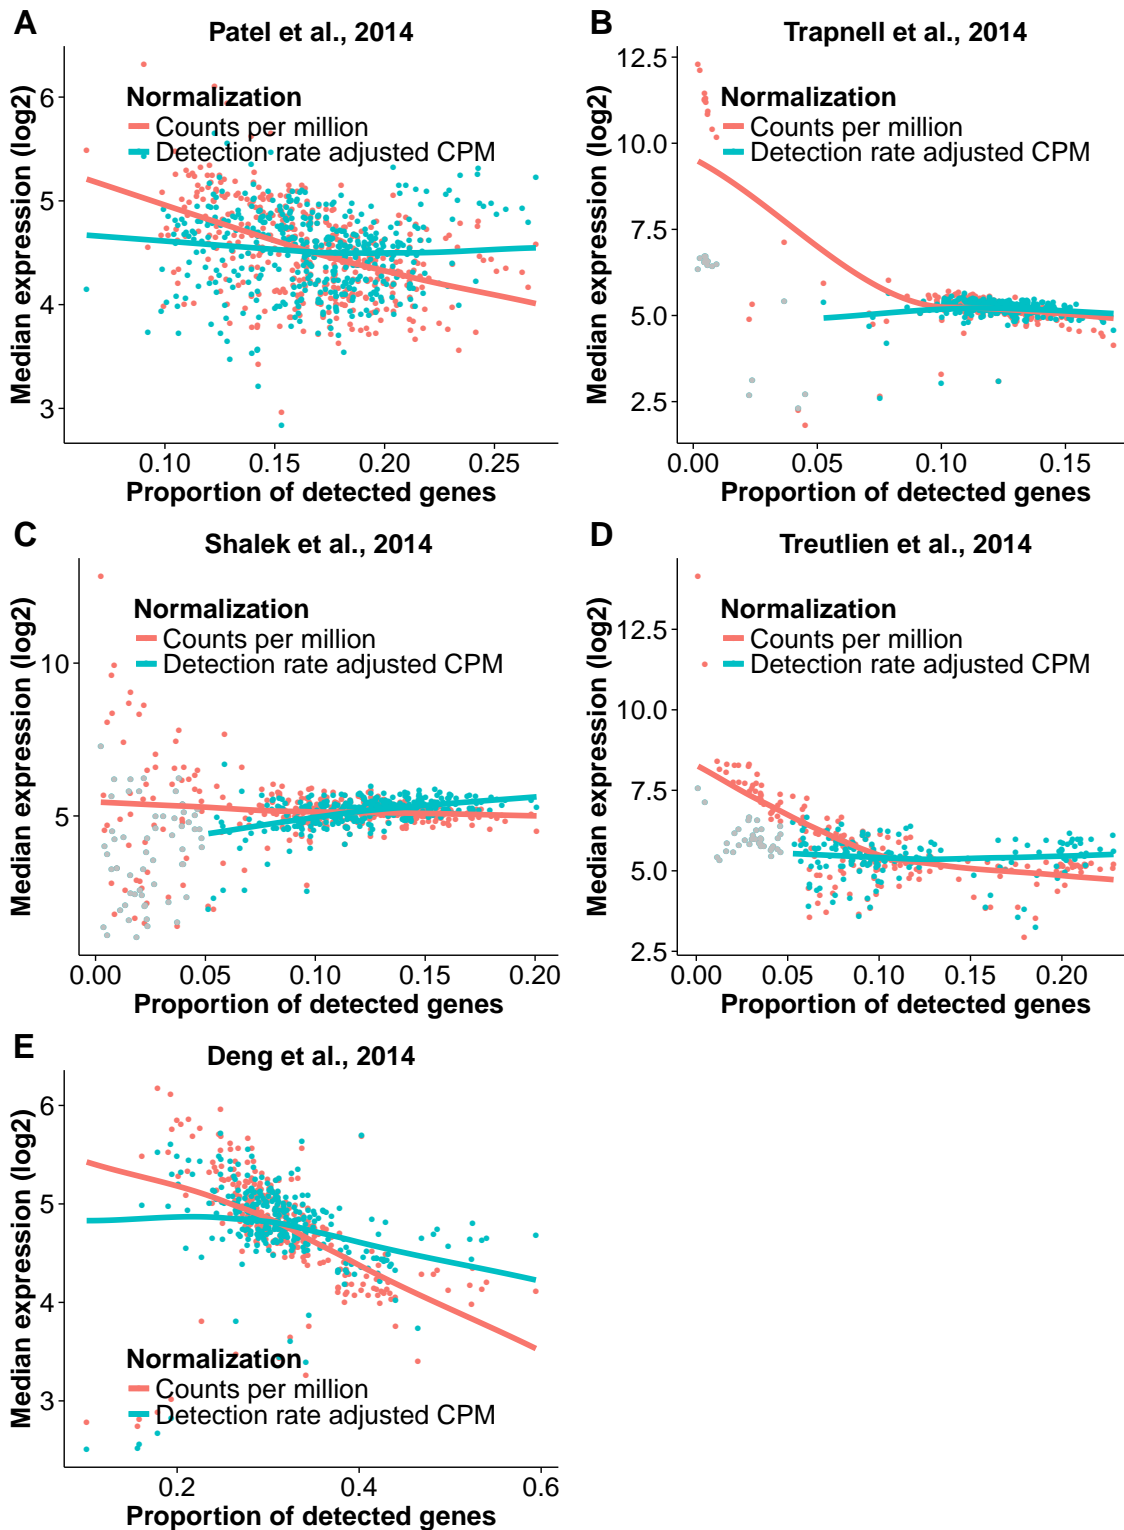 A
Patel et al., 2014
Median expression (log2)
6
5
4
3
Normalization
Counts per million
Detection rate adjusted CPM
0.10 0.15 0.20 0.25
Proportion of detected genes
B
Trapnell et al., 2014
Median expression (log2)
12.5
10.0
7.5
5.0
2.5
Normalization
Counts per million
Detection rate adjusted CPM
0.00 0.05 0.10 0.15
Proportion of detected genes
C
Shalek et al., 2014
Median expression (log2)
10
5
Normalization
Counts per million
Detection rate adjusted CPM
0.00 0.05 0.10 0.15 0.20
Proportion of detected genes
D
Treutlien et al., 2014
Median expression (log2)
12.5
10.0
7.5
5.0
2.5
Normalization
Counts per million
Detection rate adjusted CPM
0.00 0.05 0.10 0.15 0.20
Proportion of detected genes
E
Deng et al., 2014
Median expression (log2)
6
5
4
3
Normalization
Counts per million
Detection rate adjusted CPM
0.2 0.4 0.6
Proportion of detected genes